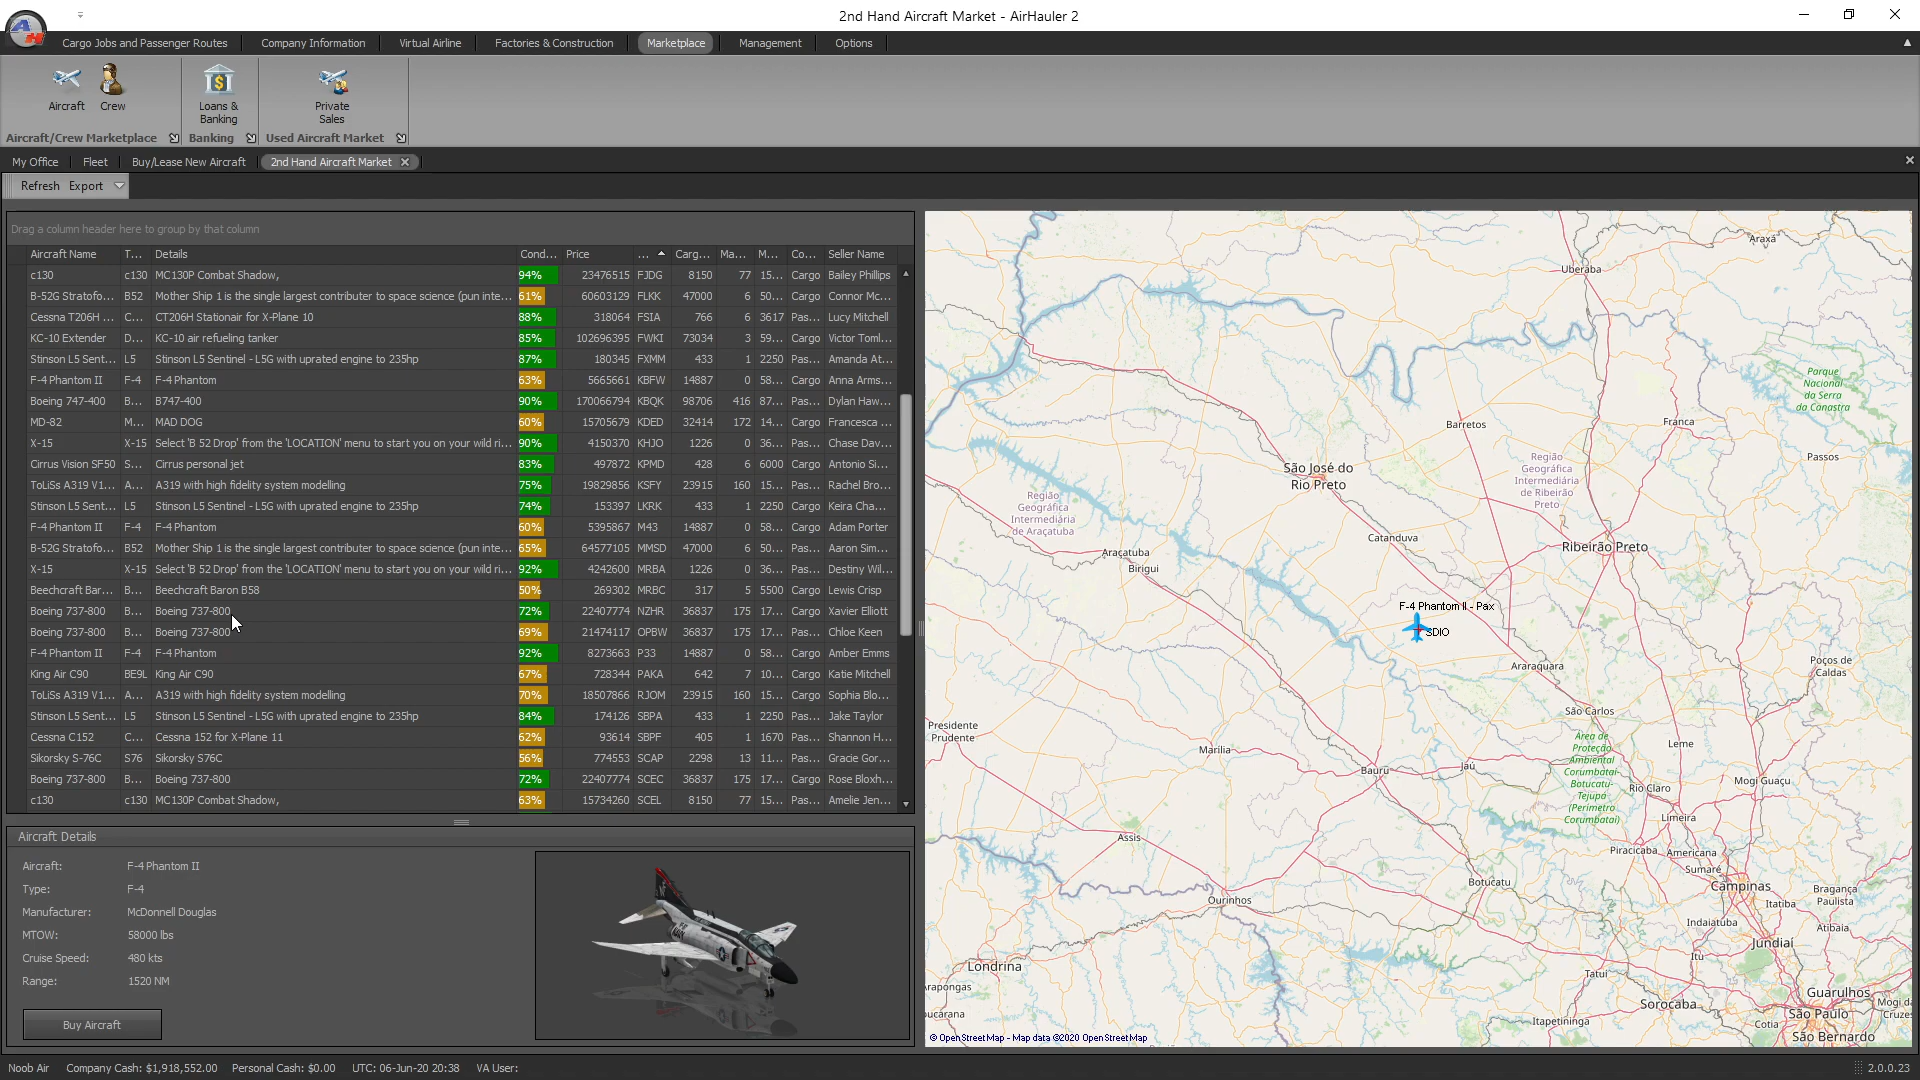 2nd Hand Aircraft Market - AirHauler 2
Cargo Jobs and Passenger Routes Company Information Virtual Airline Factories & Construction Marketplace Management Options
Aircraft Crew Loans & Banking Private Sales
Aircraft/Crew Marketplace Banking Used Aircraft Market
My Office Fleet Buy/Lease New Aircraft 2nd Hand Aircraft Market
Refresh Export
Drag a column header here to group by that column
Aircraft Name T... Details Cond... Price ... Carg... Ma... M... Co... Seller Name
c130 c130 MC130P Combat Shadow, 94% 23476515 FJDG 8150 77 15... Cargo Bailey Phillips
B-52G Stratofo... B52 Mother Ship 1 is the single largest contributer to space science (pun inte... 61% 60603129 FLKK 47000 6 50... Cargo Connor Mc...
Cessna T206H ... C... CT206H Stationair for X-Plane 10 88% 318064 FSIA 766 6 3617 Pas... Lucy Mitchell
KC-10 Extender D... KC-10 air refueling tanker 85% 102696395 FWKI 73034 3 59... Cargo Victor Toml...
Stinson L5 Sent... L5 Stinson L5 Sentinel - L5G with uprated engine to 235hp 87% 180345 FXMM 433 1 2250 Pas... Amanda At...
F-4 Phantom II F-4 F-4 Phantom 63% 5665661 KBFW 14887 0 58... Cargo Anna Arms...
Boeing 747-400 B... B747-400 90% 170066794 KBQK 98706 416 87... Pas... Dylan Haw...
MD-82 M... MAD DOG 60% 15705679 KDED 32414 172 14... Cargo Francesca ...
X-15 X-15 Select 'B 52 Drop' from the 'LOCATION' menu to start you on your wild ri... 90% 4150370 KHJO 1226 0 36... Pas... Chase Dav...
Cirrus Vision SF50 S... Cirrus personal jet 83% 497872 KPMD 428 6 6000 Cargo Antonio Si...
ToLiSs A319 V1... A... A319 with high fidelity system modelling 75% 19829856 KSFY 23915 160 15... Pas... Rachel Bro...
Stinson L5 Sent... L5 Stinson L5 Sentinel - L5G with uprated engine to 235hp 74% 153397 LKRK 433 1 2250 Pas... Keira Cha...
F-4 Phantom II F-4 F-4 Phantom 60% 5395867 M43 14887 0 58... Cargo Adam Porter
B-52G Stratofo... B52 Mother Ship 1 is the single largest contributer to space science (pun inte... 65% 64577105 MMSD 47000 6 50... Pas... Aaron Sim...
X-15 X-15 Select 'B 52 Drop' from the 'LOCATION' menu to start you on your wild ri... 92% 4242600 MRBA 1226 0 36... Pas... Destiny Wil...
Beechcraft Bar... B... Beechcraft Baron B58 50% 269302 MRBC 317 5 5500 Cargo Lewis Crisp
Boeing 737-800 B... Boeing 737-800 72% 22407774 NZHR 36837 175 17... Cargo Xavier Elliott
Boeing 737-800 B... Boeing 737-800 69% 21474117 OPBW 36837 175 17... Pas... Chloe Keen
F-4 Phantom II F-4 F-4 Phantom 92% 8273663 P33 14887 0 58... Cargo Amber Emms
King Air C90 BE9L King Air C90 67% 728344 PAKA 642 7 10... Cargo Katie Mitchell
ToLiSs A319 V1... A... A319 with high fidelity system modelling 70% 18507866 RJOM 23915 160 15... Cargo Sophia Blo...
Stinson L5 Sent... L5 Stinson L5 Sentinel - L5G with uprated engine to 235hp 84% 174126 SBPA 433 1 2250 Pas... Jake Taylor
Cessna C152 C... Cessna 152 for X-Plane 11 62% 93614 SBPF 405 1 1670 Pas... Shannon H...
Sikorsky S-76C S76 Sikorsky S76C 56% 774553 SCAP 2298 13 11... Pas... Gracie Gor...
Boeing 737-800 B... Boeing 737-800 72% 22407774 SCEC 36837 175 17... Cargo Rose Bloxh...
c130 c130 MC130P Combat Shadow, 63% 15734260 SCEL 8150 77 15... Pas... Amelie Jen...
Aircraft Details
Aircraft: F-4 Phantom II
Type: F-4
Manufacturer: McDonnell Douglas
MTOW: 58000 lbs
Cruise Speed: 480 kts
Range: 1520 NM
Buy Aircraft
Araxá
Uberaba
Parque Nacional da Serra da Canastra
Barretos
Franca
Passos
São José do Rio Preto
Região Geográfica Intermediária de Ribeirão Preto
Região Geográfica Intermediária de Araçatuba
Catanduva
Ribeirão Preto
Araçatuba
Birigui
F-4 Phantom II - Pax
SDIO
Araraquara
Poços de Caldas
São Carlos
Presidente Prudente
Marília
Leme
Área de Proteção Ambiental Corumbataí-Botucatu-Tejupa (Perímetro Corumbataí)
Jaú
Bauru
Mogi Guaçu
Rio Claro
Limeira
Assis
Piracicaba
Americana
Sumaré
Botucatu
Campinas
Bragança Paulista
Ourinhos
Itatiba
Indaiatuba
Atibaia
Jundiaí
Itu
Londrina
Tatuí
Arapongas
Guarulhos
Sorocaba
Mogi das Cruzes
Apucarana
São Paulo
Itapetininga
Cotia
São Bernardo
© OpenStreetMap - Map data ©2020 OpenStreetMap
Noob Air Company Cash: $1,918,552.00 Personal Cash: $0.00 UTC: 06-Jun-20 20:38 VA User: 2.0.0.23